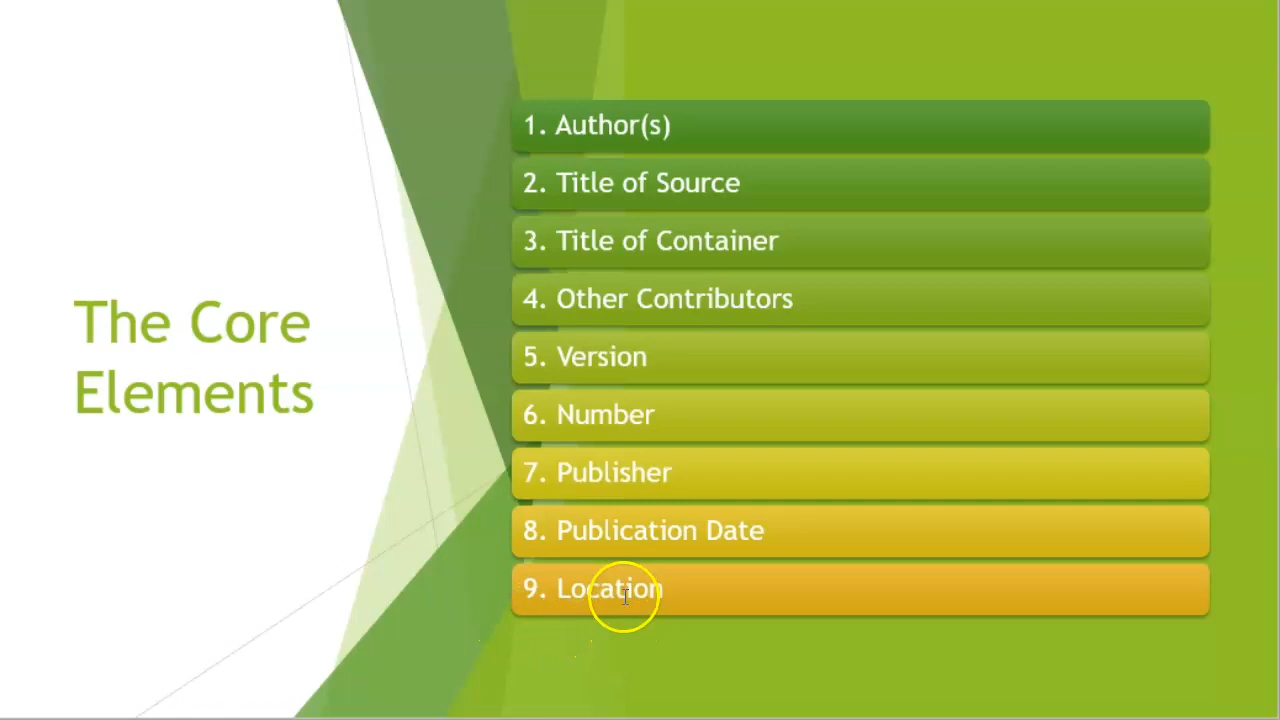 The Core
Elements
1. Author(s)
2. Title of Source
3. Title of Container
4. Other Contributors
5. Version
6. Number
7. Publisher
8. Publication Date
9. Location